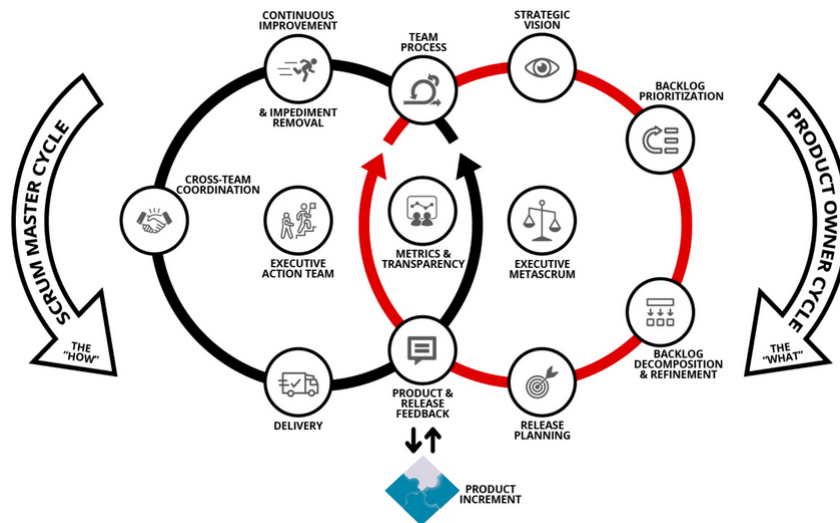 CONTINUOUS
IMPROVEMENT
& IMPEDIMENT
REMOVAL
TEAM
PROCESS
STRATEGIC
VISION
BACKLOG
PRIORITIZATION
SCRUM MASTER CYCLE
THE
"HOW"
CROSS-TEAM
COORDINATION
EXECUTIVE
ACTION TEAM
METRICS &
TRANSPARENCY
EXECUTIVE
METASCRUM
PRODUCT OWNER CYCLE
THE
"WHAT"
DELIVERY
PRODUCT &
RELEASE
FEEDBACK
RELEASE
PLANNING
BACKLOG
DECOMPOSITION
& REFINEMENT
PRODUCT
INCREMENT